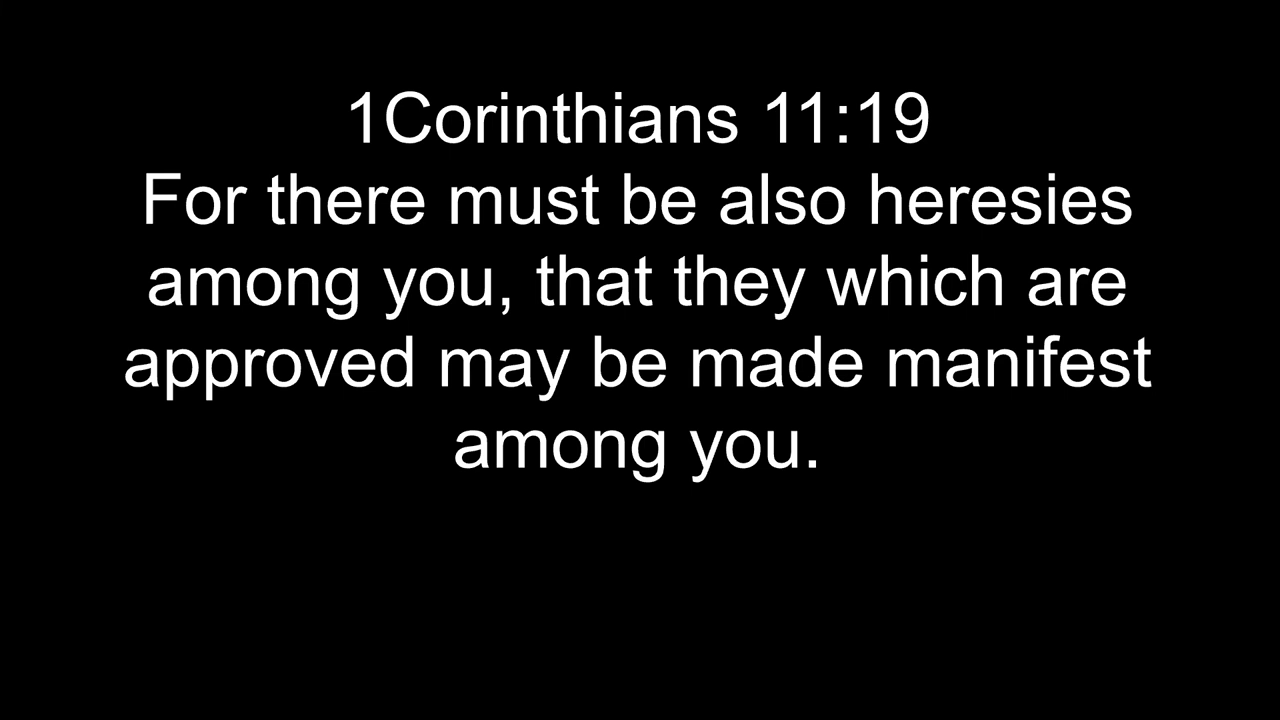 1Corinthians 11:19
For there must be also heresies
among you, that they which are
approved may be made manifest
among you.